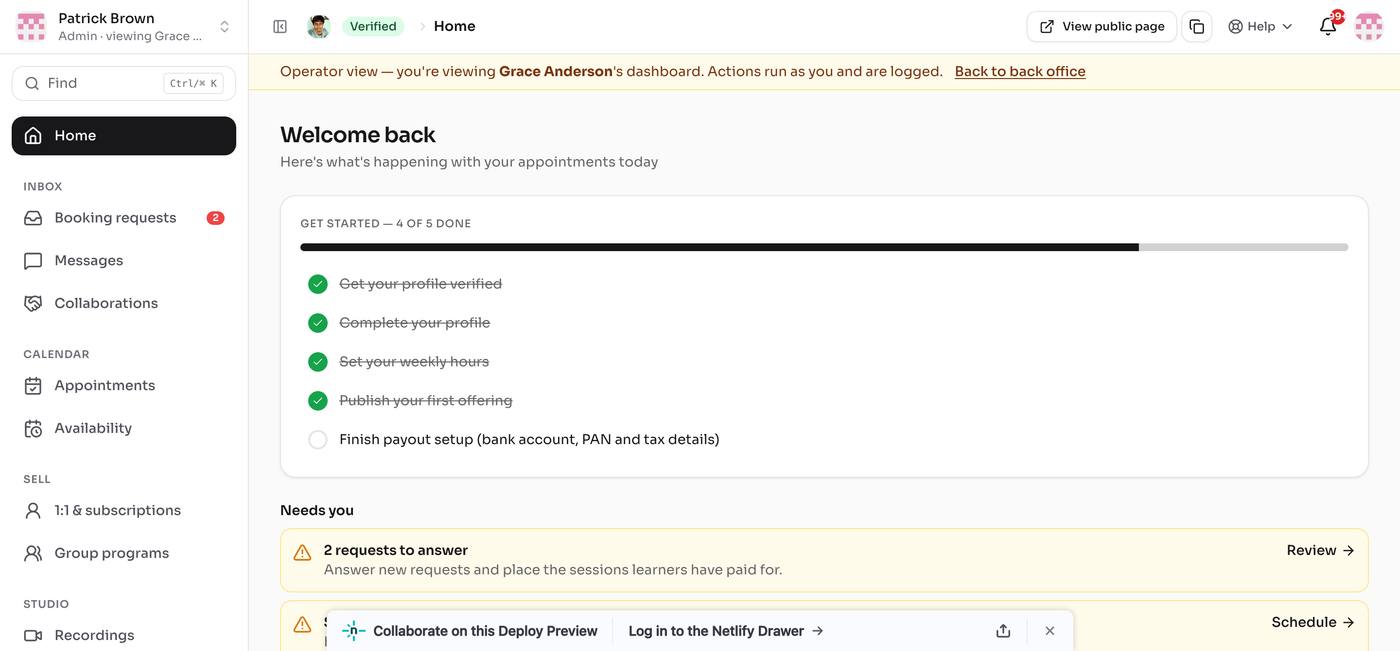 Patrick Brown
Admin · viewing Grace ...
Verified
Home
View public page
Help
99+
Operator view — you're viewing Grace Anderson's dashboard. Actions run as you and are logged. Back to back office
Find
Ctrl/⌘ K
Home
INBOX
Booking requests
2
Messages
Collaborations
CALENDAR
Appointments
Availability
SELL
1:1 & subscriptions
Group programs
STUDIO
Recordings
Welcome back
Here's what's happening with your appointments today
GET STARTED — 4 OF 5 DONE
Get your profile verified
Complete your profile
Set your weekly hours
Publish your first offering
Finish payout setup (bank account, PAN and tax details)
Needs you
2 requests to answer
Review →
Answer new requests and place the sessions learners have paid for.
Schedule →
Collaborate on this Deploy Preview
Log in to the Netlify Drawer →